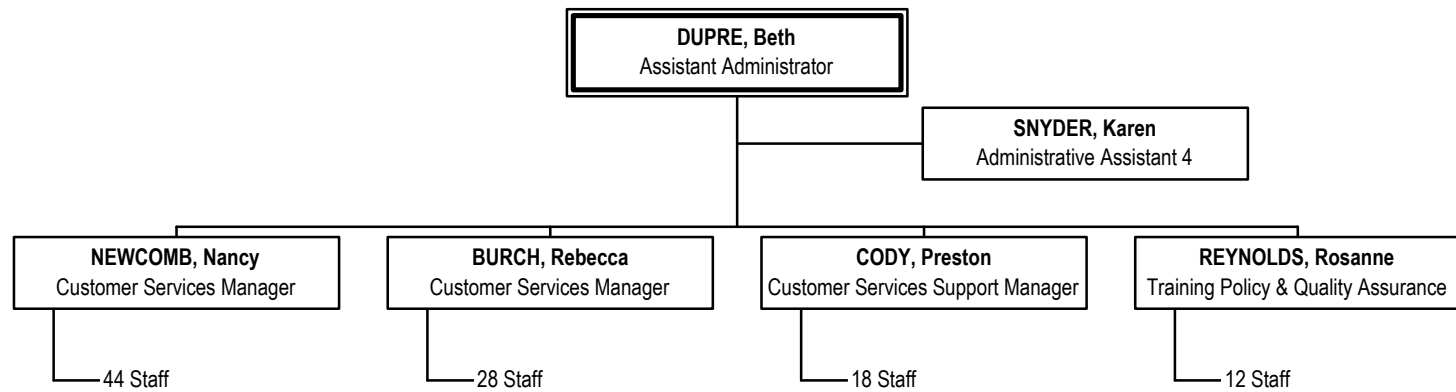 DUPRE, Beth
Assistant Administrator
SNYDER, Karen
Administrative Assistant 4
NEWCOMB, Nancy
Customer Services Manager
BURCH, Rebecca
Customer Services Manager
CODY, Preston
Customer Services Support Manager
REYNOLDS, Rosanne
Training Policy & Quality Assurance
44 Staff
28 Staff
18 Staff
12 Staff